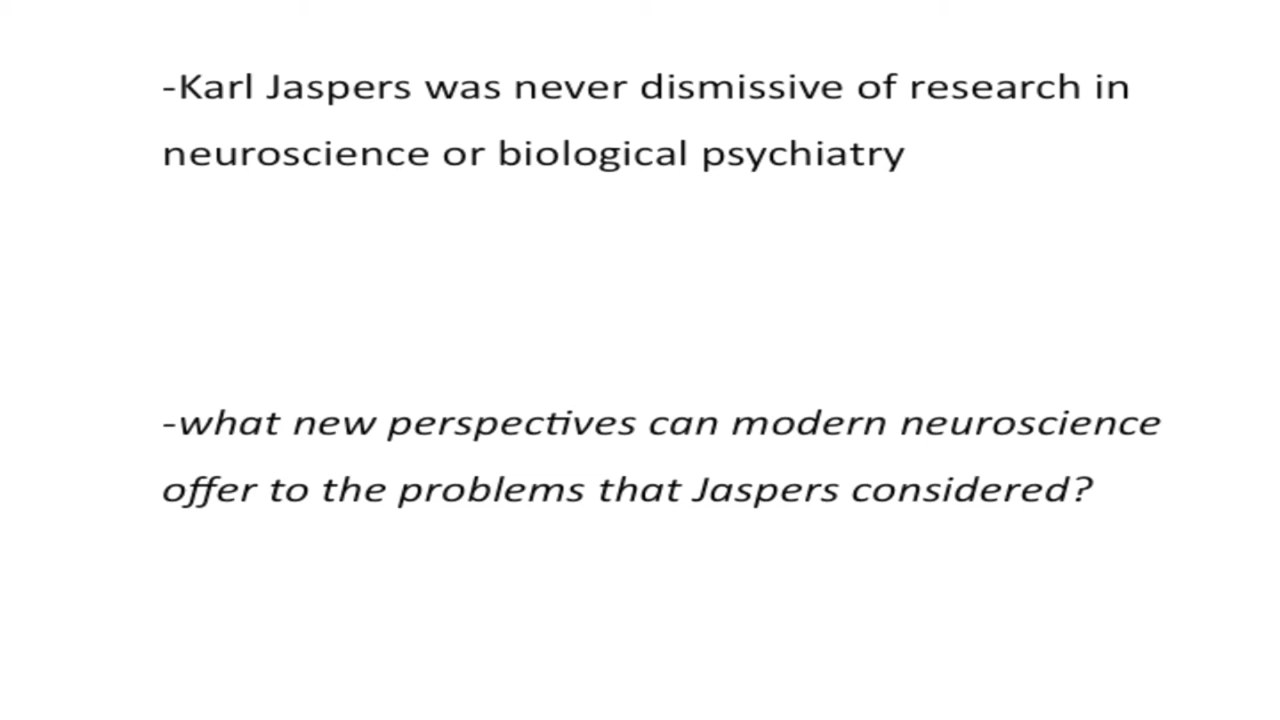 -Karl Jaspers was never dismissive of research in
neuroscience or biological psychiatry
-what new perspectives can modern neuroscience
offer to the problems that Jaspers considered?